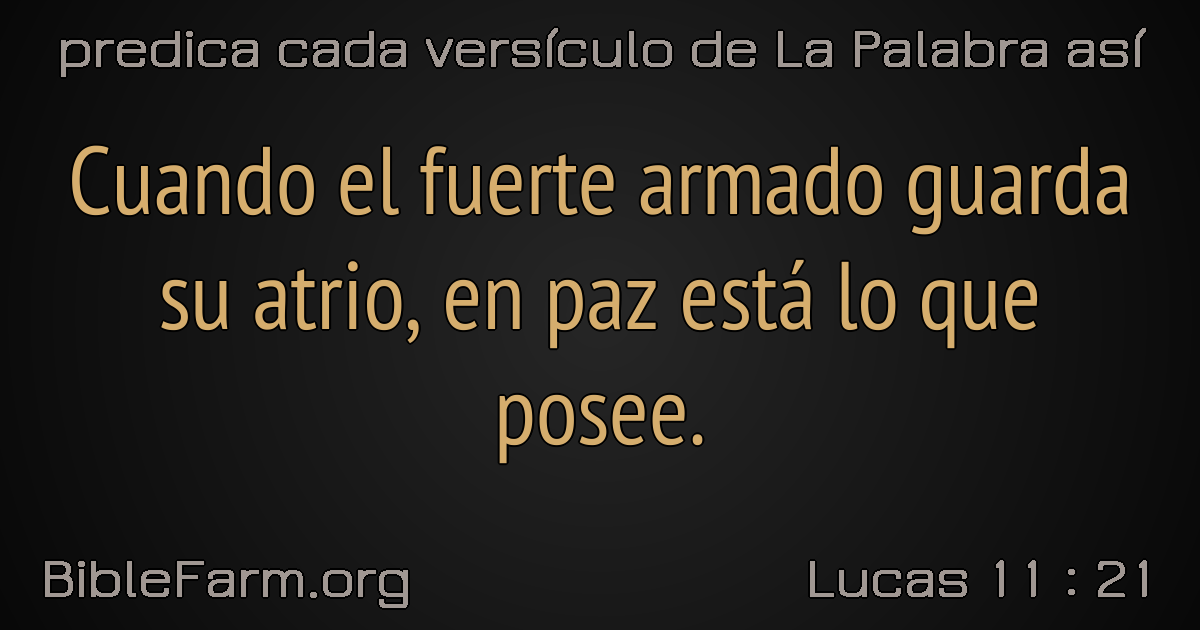 predica cada versículo de La Palabra así
Cuando el fuerte armado guarda
su atrio, en paz está lo que
posee.
BibleFarm.org
Lucas 11 : 21